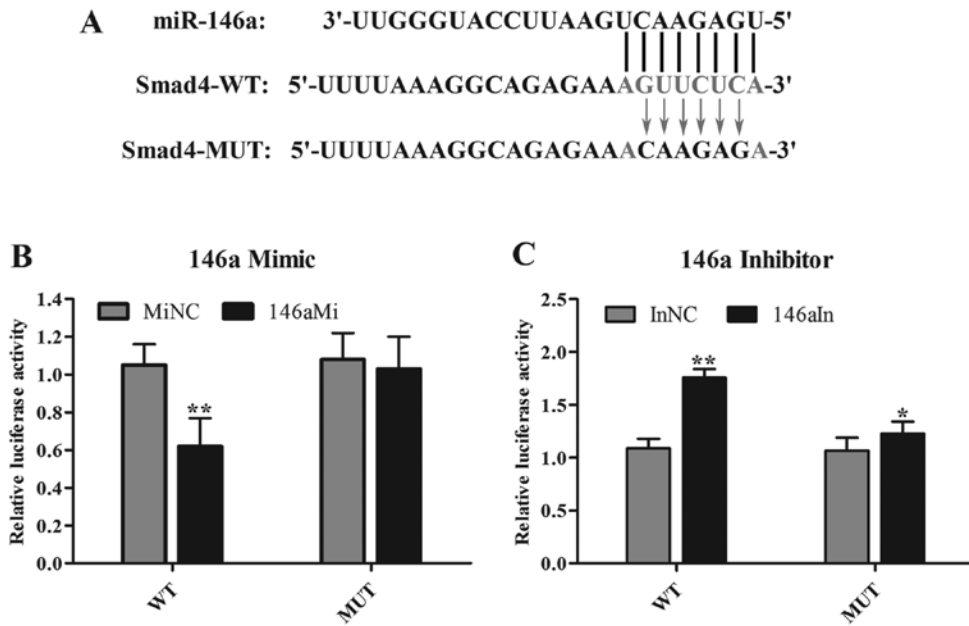 A
miR-146a: 3'-UUGGGUACCUUAAGUCAAGAGU-5'
Smad4-WT: 5'-UUUUAAAGGCAGAGAAAGUUCUCA-3'
Smad4-MUT: 5'-UUUUAAAGGCAGAGAAACAAGAGA-3'
B
146a Mimic
MiNC 146aMi
Relative luciferase activity
1.4
1.2
1.0
0.8
0.6
0.4
0.2
0.0
**
WT MUT
C
146a Inhibitor
InNC 146aIn
Relative luciferase activity
2.5
2.0
1.5
1.0
0.5
0.0
** *
WT MUT